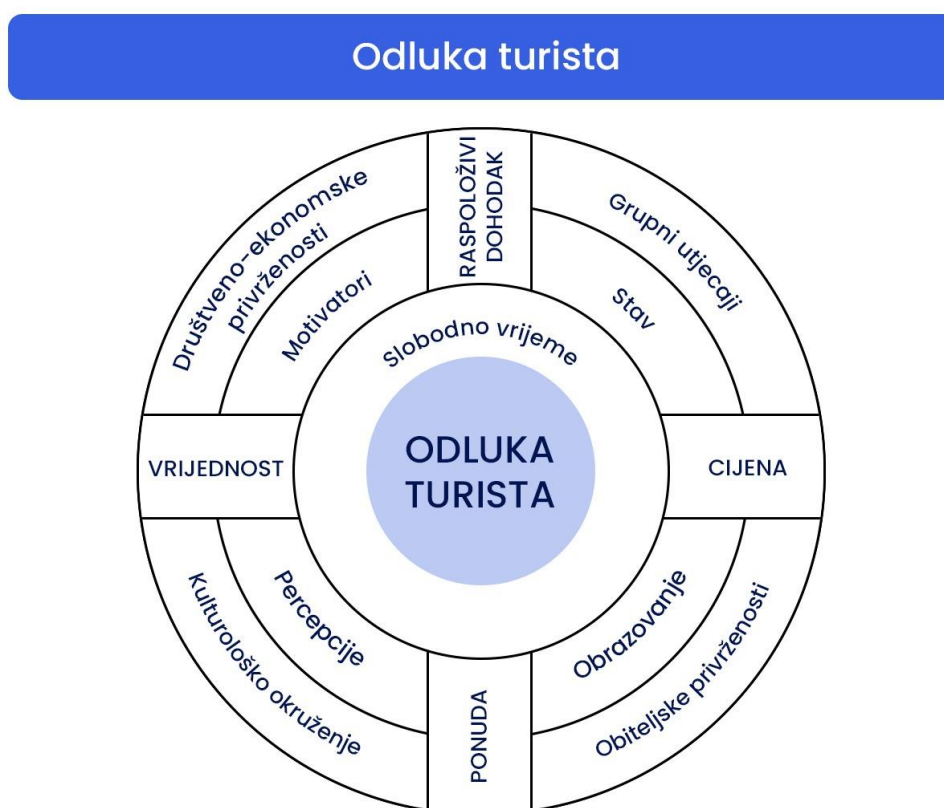 Odluka turista
Društveno-ekonomske
privrženosti
Motivatori
RASPOLOŽIVI
DOHODAK
Grupni utjecaji
Stav
Slobodno vrijeme
VRIJEDNOST
ODLUKA
TURISTA
CIJENA
Kulturološko okruženje
Percepcije
PONUDA
Obrazovanje
Obiteljske privrženosti